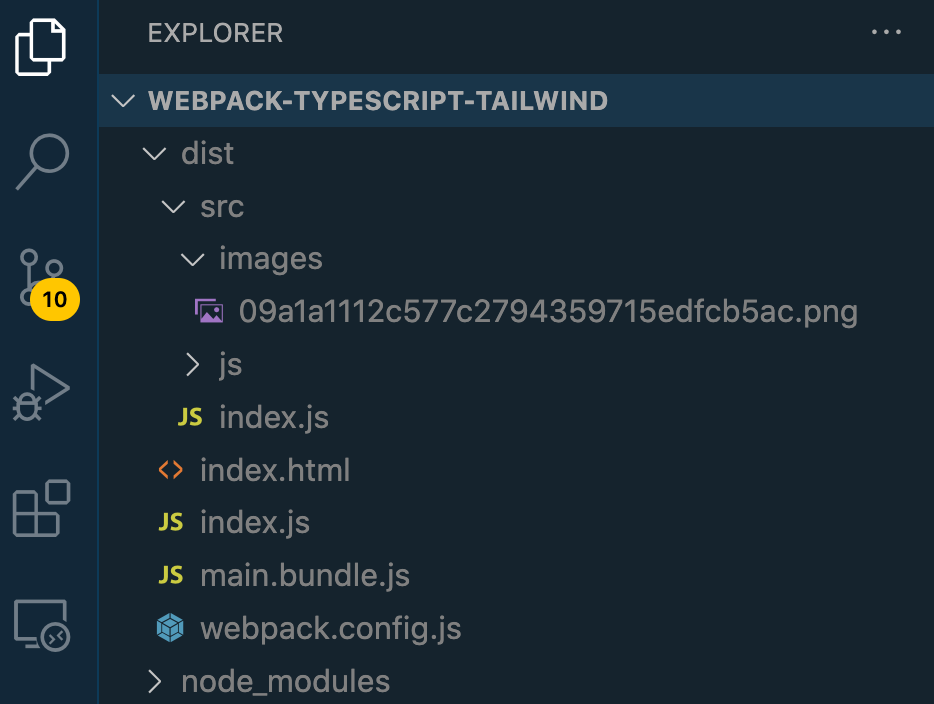 EXPLORER
WEBPACK-TYPESCRIPT-TAILWIND
dist
src
images
09a1a1112c577c2794359715edfcb5ac.png
10
js
JS index.js
index.html
JS index.js
JS main.bundle.js
webpack.config.js
node_modules